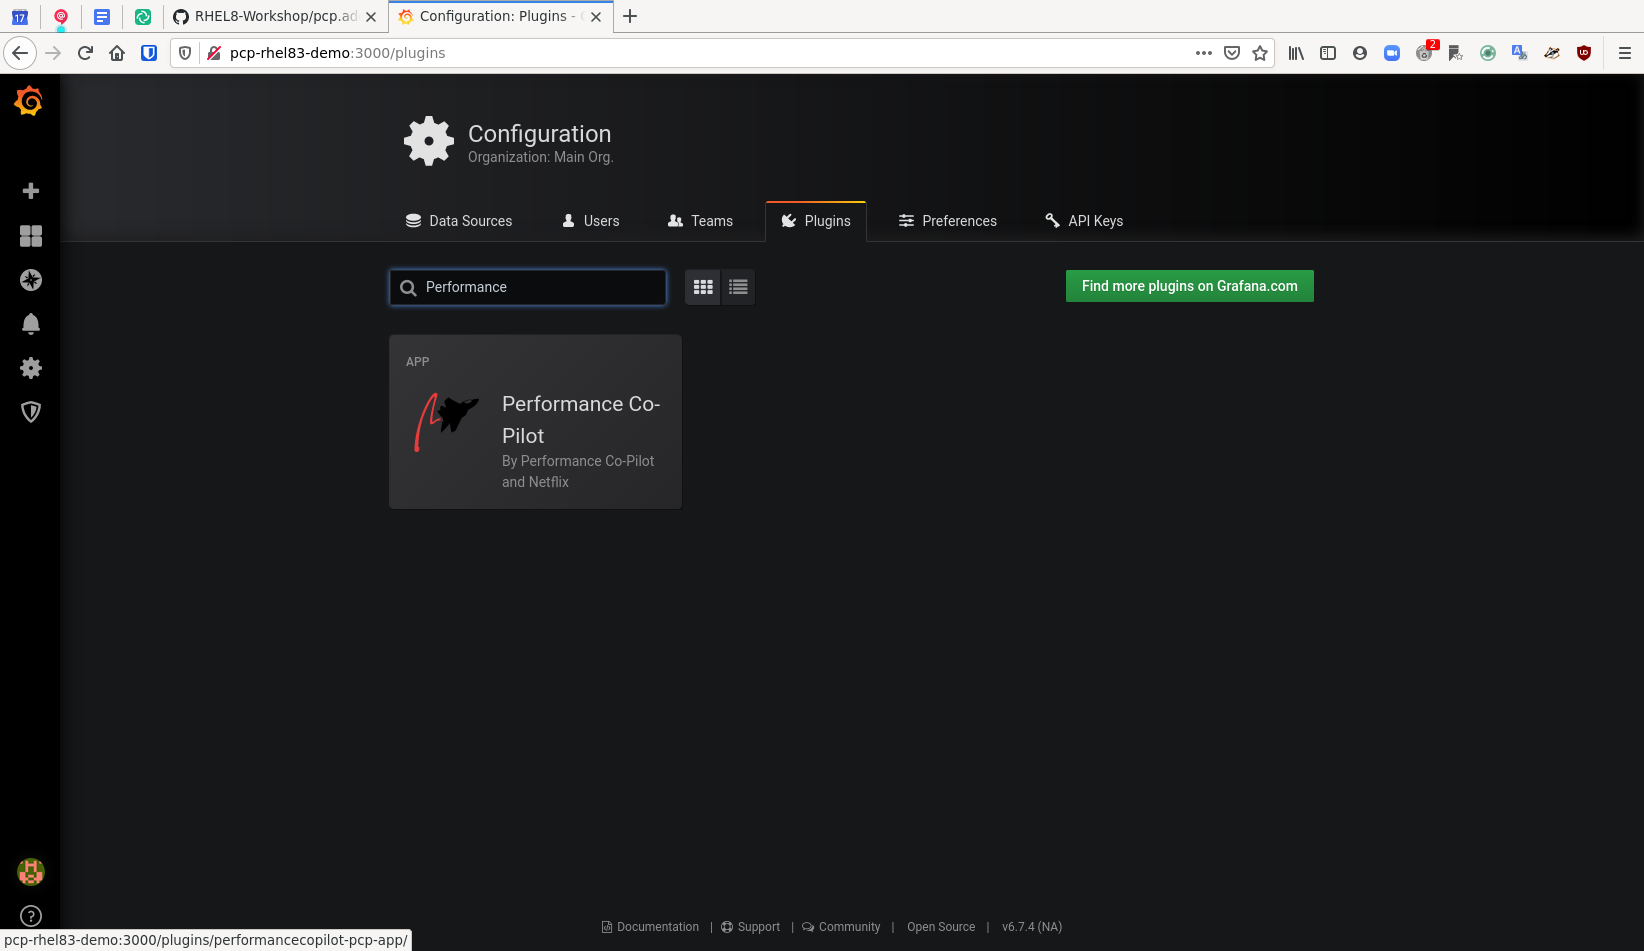 17
RHEL8-Workshop/pcp.ad
Configuration: Plugins -
pcp-rhel83-demo:3000/plugins
2
Configuration
Organization: Main Org.
Data Sources
Users
Teams
Plugins
Preferences
API Keys
Performance
Find more plugins on Grafana.com
APP
Performance Co-
Pilot
By Performance Co-Pilot
and Netflix
Documentation | Support | Community | Open Source | v6.7.4 (NA)
pcp-rhel83-demo:3000/plugins/performancecopilot-pcp-app/